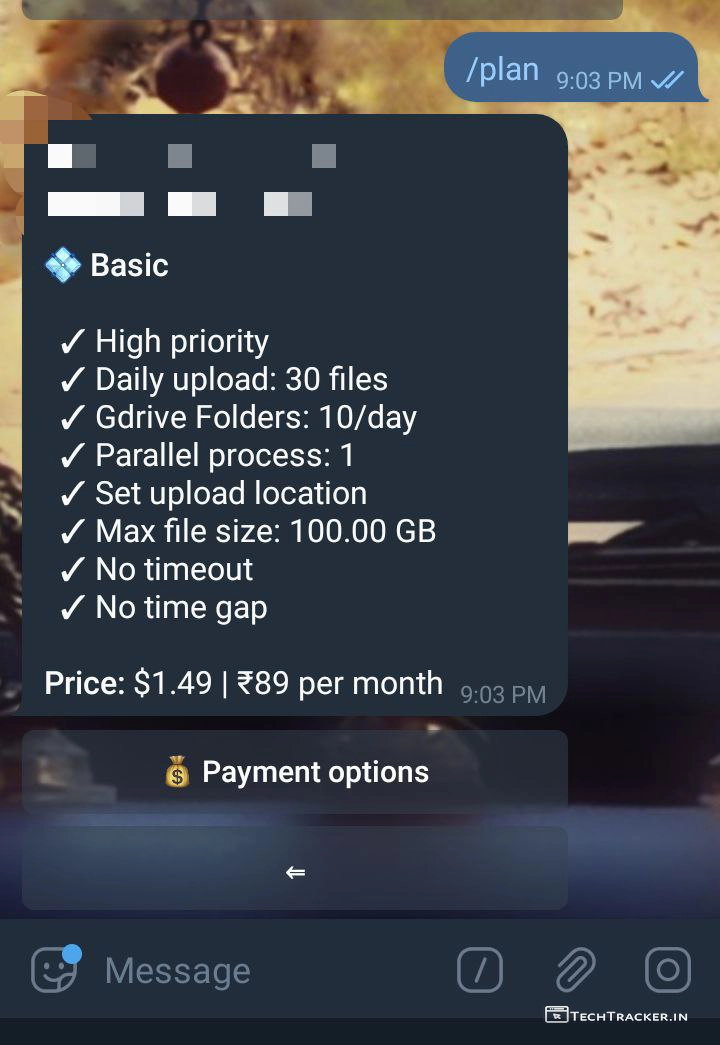 /plan 9:03 PM
Basic
✓ High priority
✓ Daily upload: 30 files
✓ Gdrive Folders: 10/day
✓ Parallel process: 1
✓ Set upload location
✓ Max file size: 100.00 GB
✓ No timeout
✓ No time gap
Price: $1.49 | ₹89 per month 9:03 PM
Payment options
⇐
Message
TECHTRACKER.IN